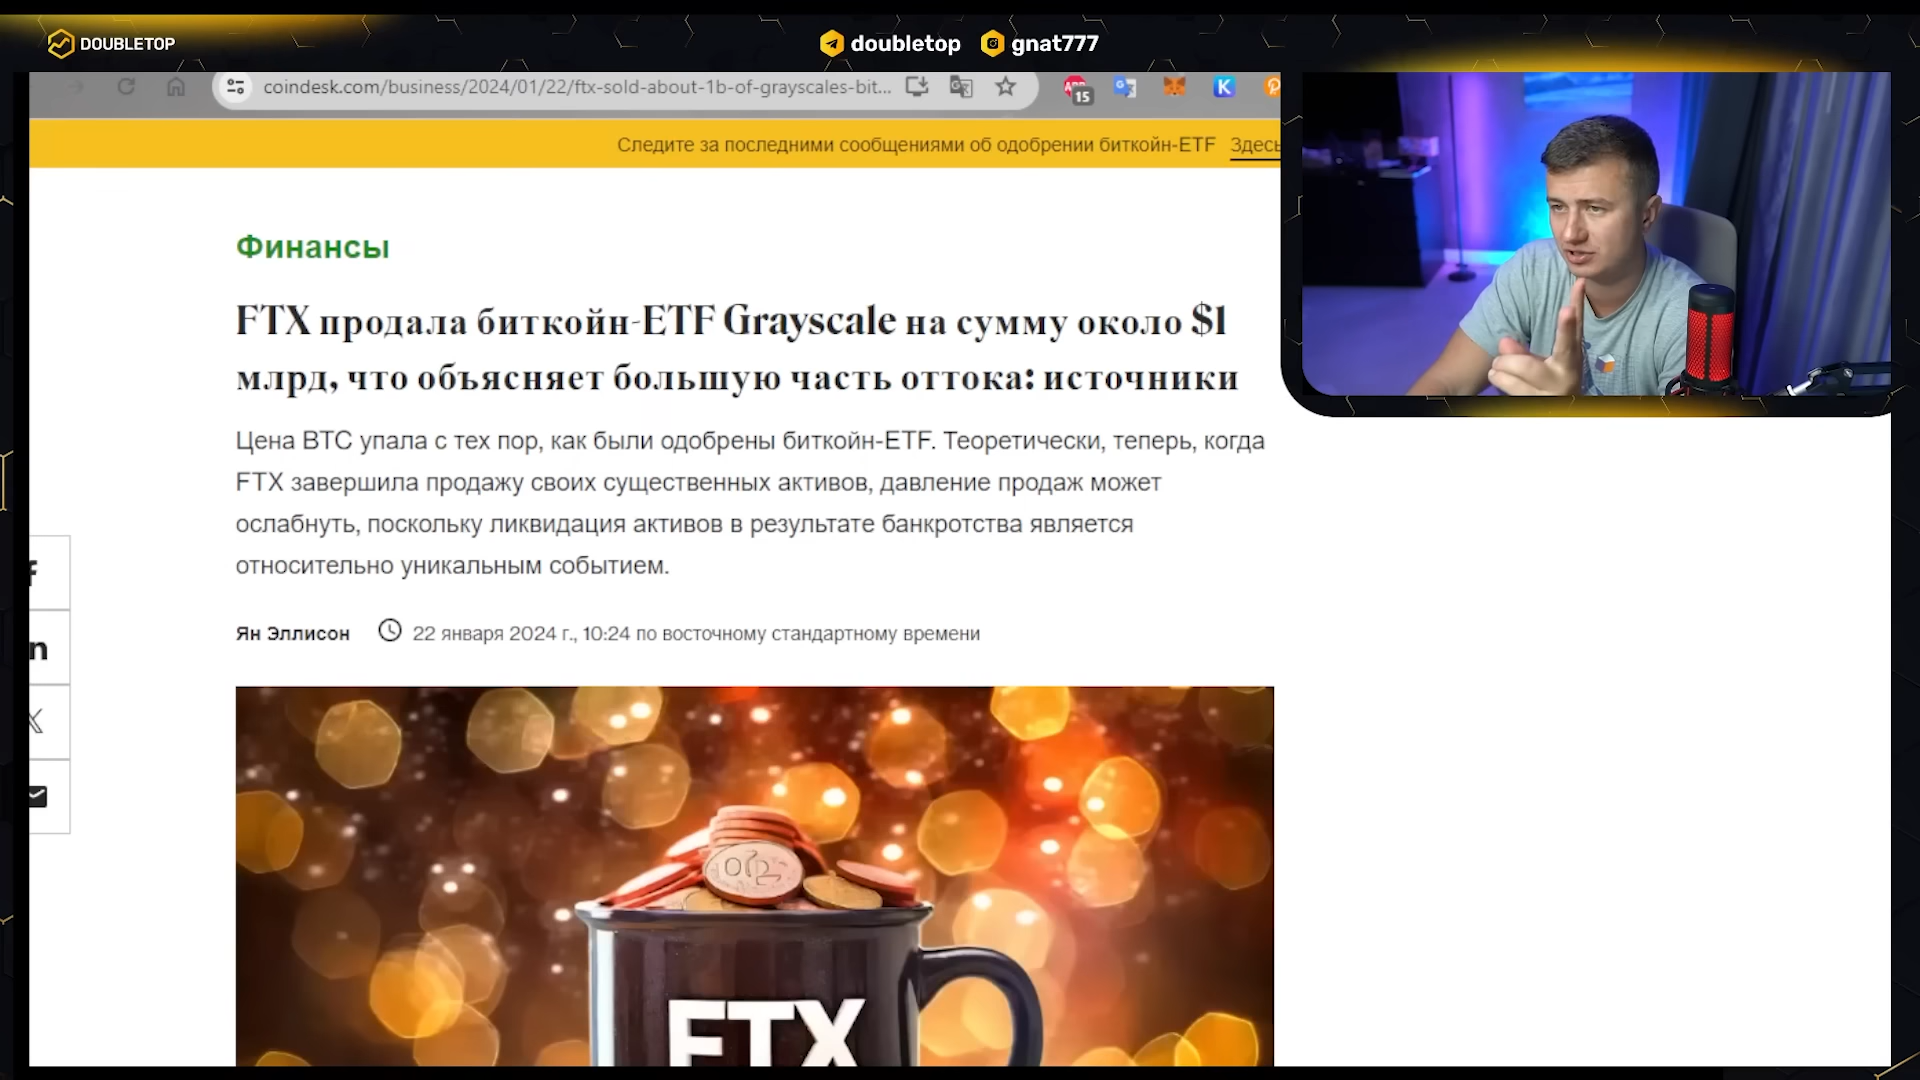 DOUBLETOP
doubletop
gnat777
coindesk.com/business/2024/01/22/ftx-sold-about-1b-of-grayscales-bit...
15
K
Следите за последними сообщениями об одобрении биткойн-ETF Здесь
Финансы
FTX продала биткойн-ETF Grayscale на сумму около $1
млрд, что объясняет большую часть оттока: источники
Цена BTC упала с тех пор, как были одобрены биткойн-ETF. Теоретически, теперь, когда
FTX завершила продажу своих существенных активов, давление продаж может
ослабнуть, поскольку ликвидация активов в результате банкротства является
относительно уникальным событием.
Ян Эллисон
22 января 2024 г., 10:24 по восточному стандартному времени
FTX